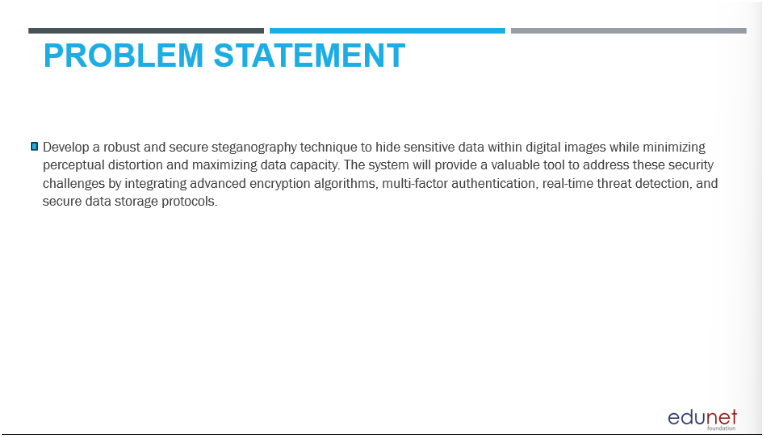 PROBLEM STATEMENT
Develop a robust and secure steganography technique to hide sensitive data within digital images while minimizing
perceptual distortion and maximizing data capacity. The system will provide a valuable tool to address these security
challenges by integrating advanced encryption algorithms, multi-factor authentication, real-time threat detection, and
secure data storage protocols.
edunet
foundation